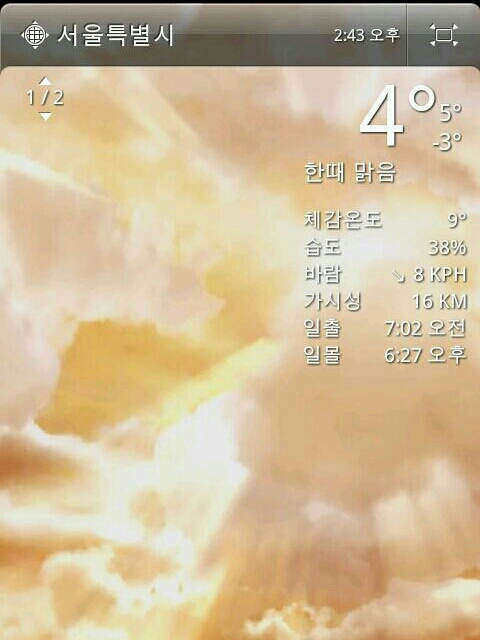 서울특별시 2:43 오후
1 / 2
4° 5°
-3°
한때 맑음
체감온도 9°
습도 38%
바람 ↘ 8 KPH
가시성 16 KM
일출 7:02 오전
일몰 6:27 오후